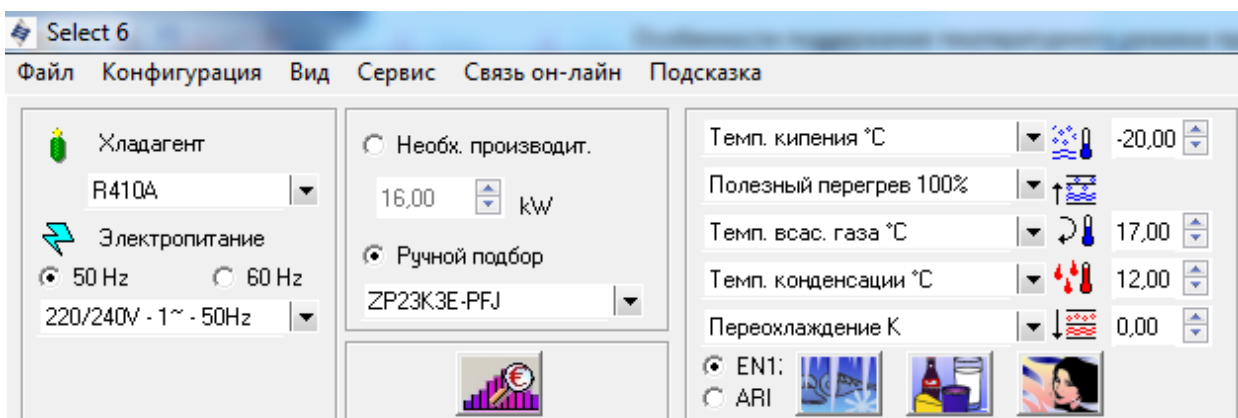 Select 6
Файл Конфигурация Вид Сервис Связь он-лайн Подсказка
Хладагент
R410A
Электропитание
50 Hz 60 Hz
220/240V - 1~ - 50Hz
Необх. производит.
16,00 kW
Ручной подбор
ZP23K3E-PFJ
Темп. кипения °C -20,00
Полезный перегрев 100%
Темп. всас. газа °C 17,00
Темп. конденсации °C 12,00
Переохлаждение K 0,00
EN1
ARI